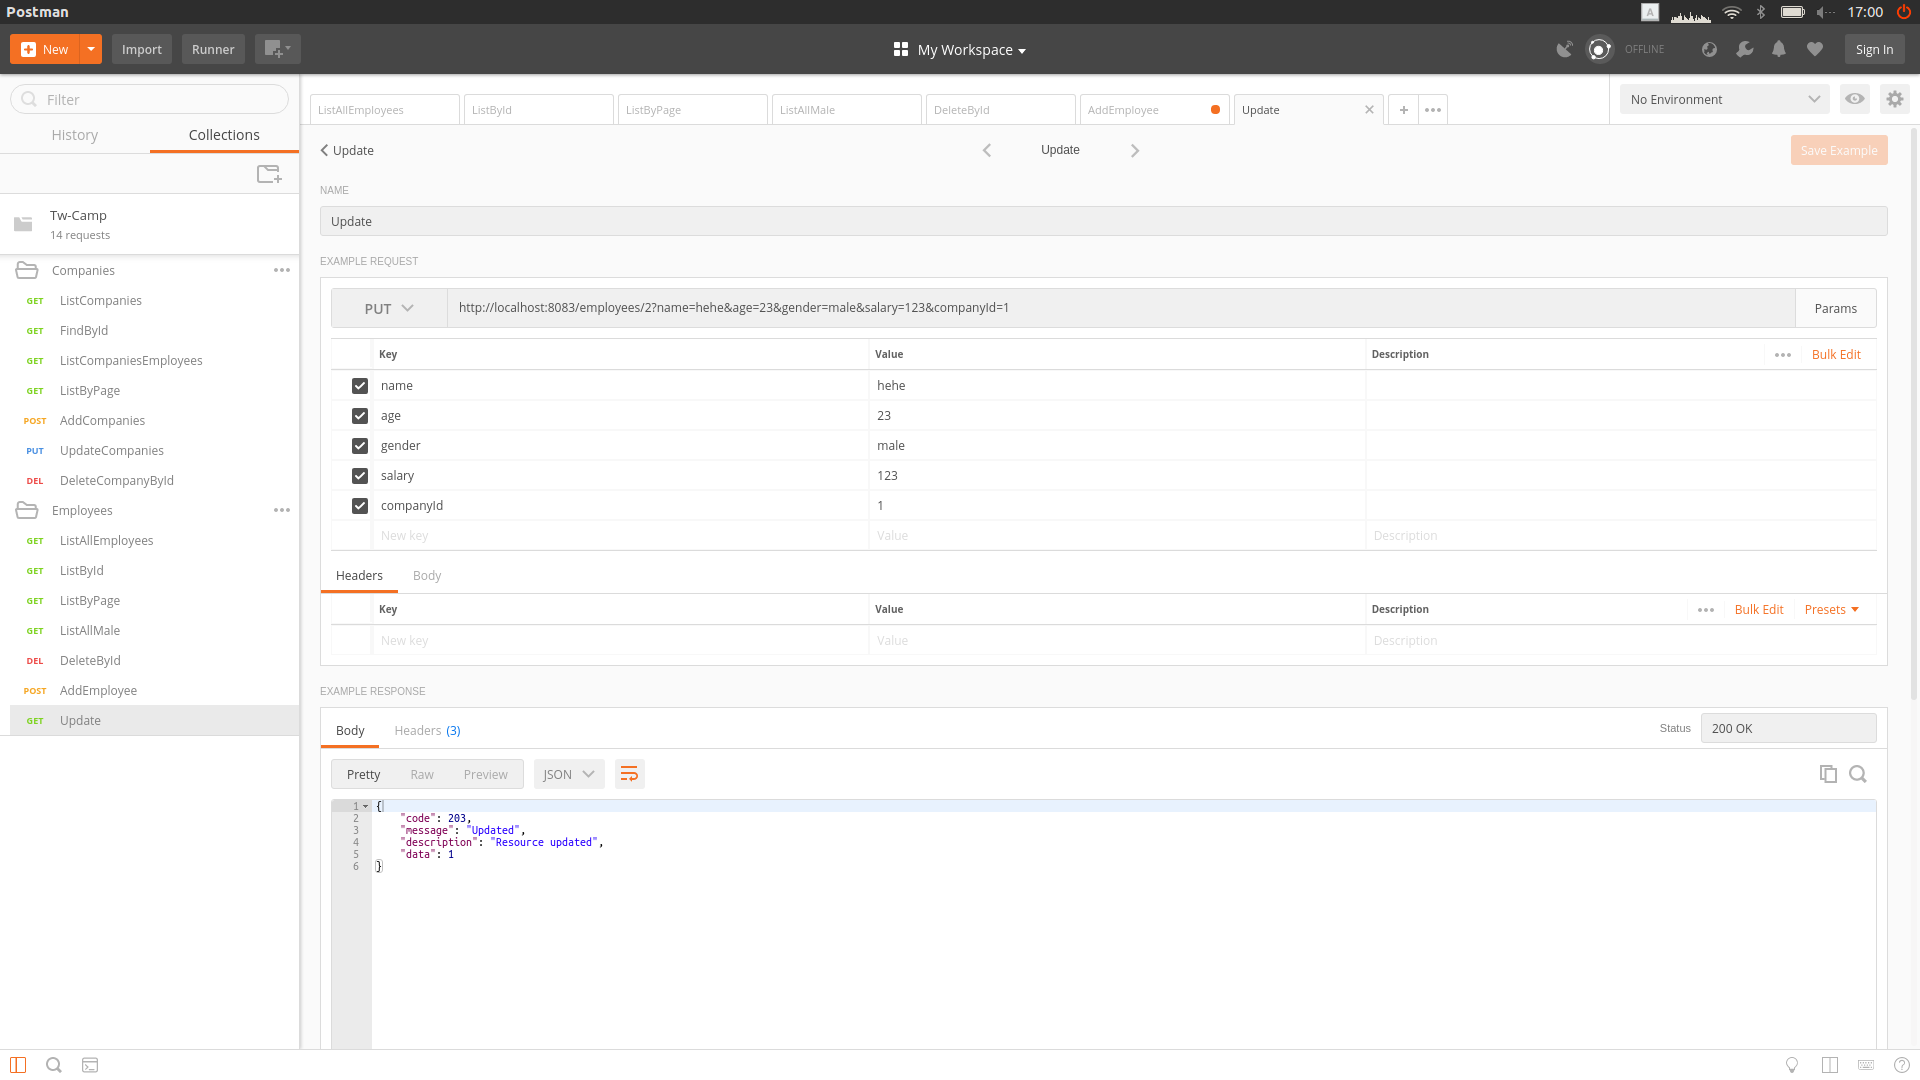 Postman
A
17:00
New
Import
Runner
My Workspace
OFFLINE
Sign In
Filter
History
Collections
Tw-Camp
14 requests
Companies
GET ListCompanies
GET FindById
GET ListCompaniesEmployees
GET ListByPage
POST AddCompanies
PUT UpdateCompanies
DEL DeleteCompanyById
Employees
GET ListAllEmployees
GET ListById
GET ListByPage
GET ListAllMale
DEL DeleteById
POST AddEmployee
GET Update
ListAllEmployees
ListById
ListByPage
ListAllMale
DeleteById
AddEmployee
Update
No Environment
Update
Update
Save Example
NAME
Update
EXAMPLE REQUEST
PUT
http://localhost:8083/employees/2?name=hehe&age=23&gender=male&salary=123&companyId=1
Params
Key Value Description Bulk Edit
name hehe
age 23
gender male
salary 123
companyId 1
New key Value Description
Headers Body
Key Value Description Bulk Edit Presets
New key Value Description
EXAMPLE RESPONSE
Body Headers (3) Status 200 OK
Pretty Raw Preview JSON
1 {
2 "code": 203,
3 "message": "Updated",
4 "description": "Resource updated",
5 "data": 1
6 }